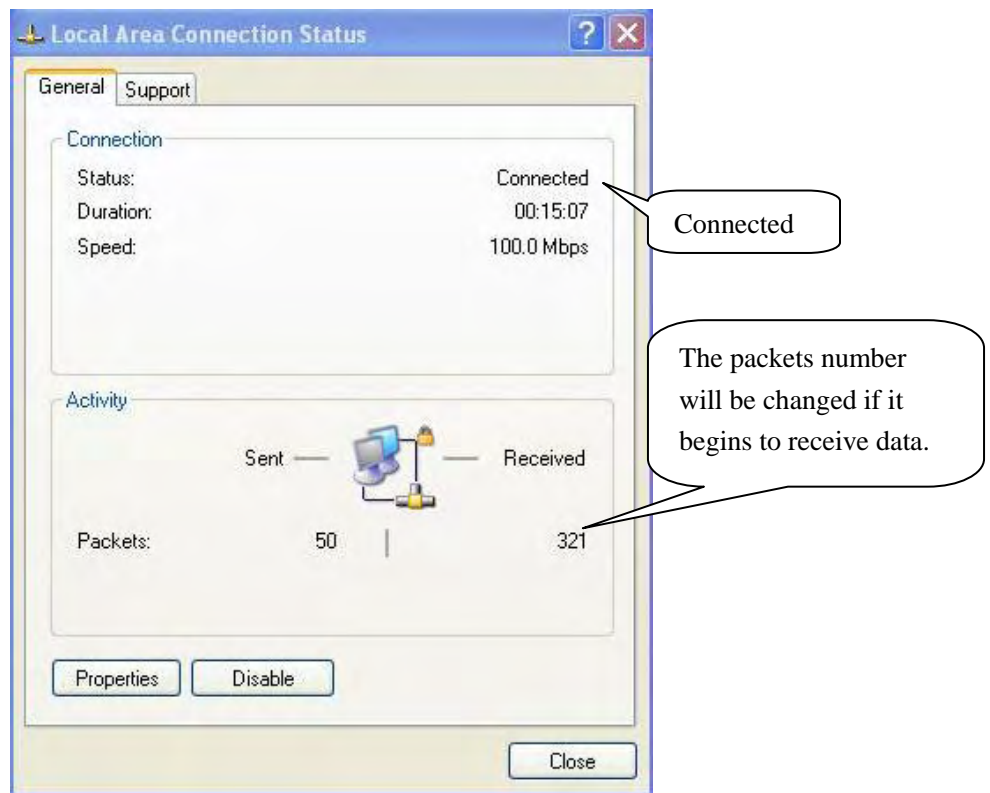 Local Area Connection Status
General Support
Connection
Status: Connected
Duration: 00:15:07
Speed: 100.0 Mbps
Connected
The packets number
will be changed if it
begins to receive data.
Activity
Sent Received
Packets: 50 321
Properties Disable
Close